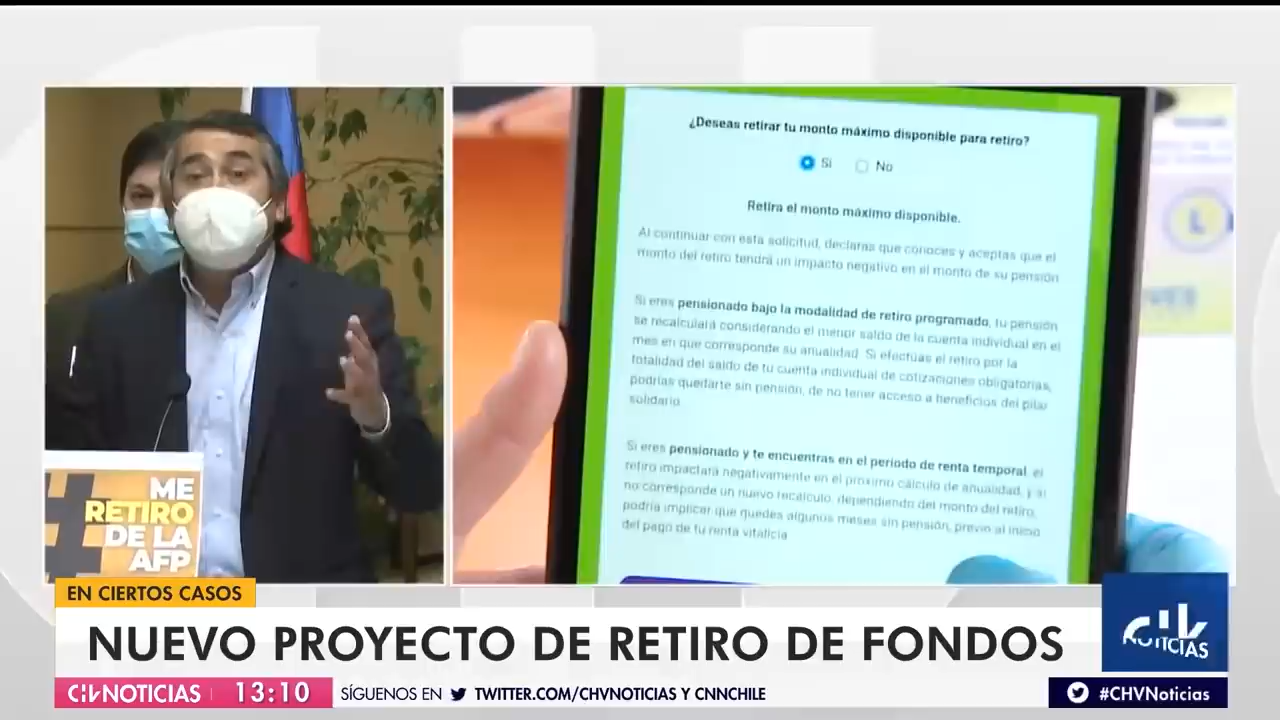 ¿Deseas retirar tu monto máximo disponible para retiro?
Si No
Retira el monto máximo disponible.
Al continuar con esta solicitud, declaras que conoces y aceptas que el
monto del retiro tendrá un impacto negativo en el monto de su pensión
Si eres pensionado bajo la modalidad de retiro programado, tu pensión
se recalculará considerando el menor saldo de la cuenta individual en el
mes en que corresponde su anualidad. Si efectúas el retiro por la
totalidad del saldo de tu cuenta individual de cotizaciones obligatorias,
podrías quedarte sin pensión, de no tener acceso a beneficios del pilar
solidario.
Si eres pensionado y te encuentras en el período de renta temporal, el
retiro impactará negativamente en el próximo cálculo de anualidad, y si
no corresponde un nuevo recálculo, dependiendo del monto del retiro,
podría implicar que quedes algunos meses sin pensión, previo al inicio
del pago de tu renta vitalicia
L
#ME
RETIRO
DE LA
AFP
EN CIERTOS CASOS
NUEVO PROYECTO DE RETIRO DE FONDOS
CHV NOTICIAS
CHV NOTICIAS 13:10 SÍGUENOS EN TWITTER.COM/CHVNOTICIAS Y CNNCHILE #CHVNoticias